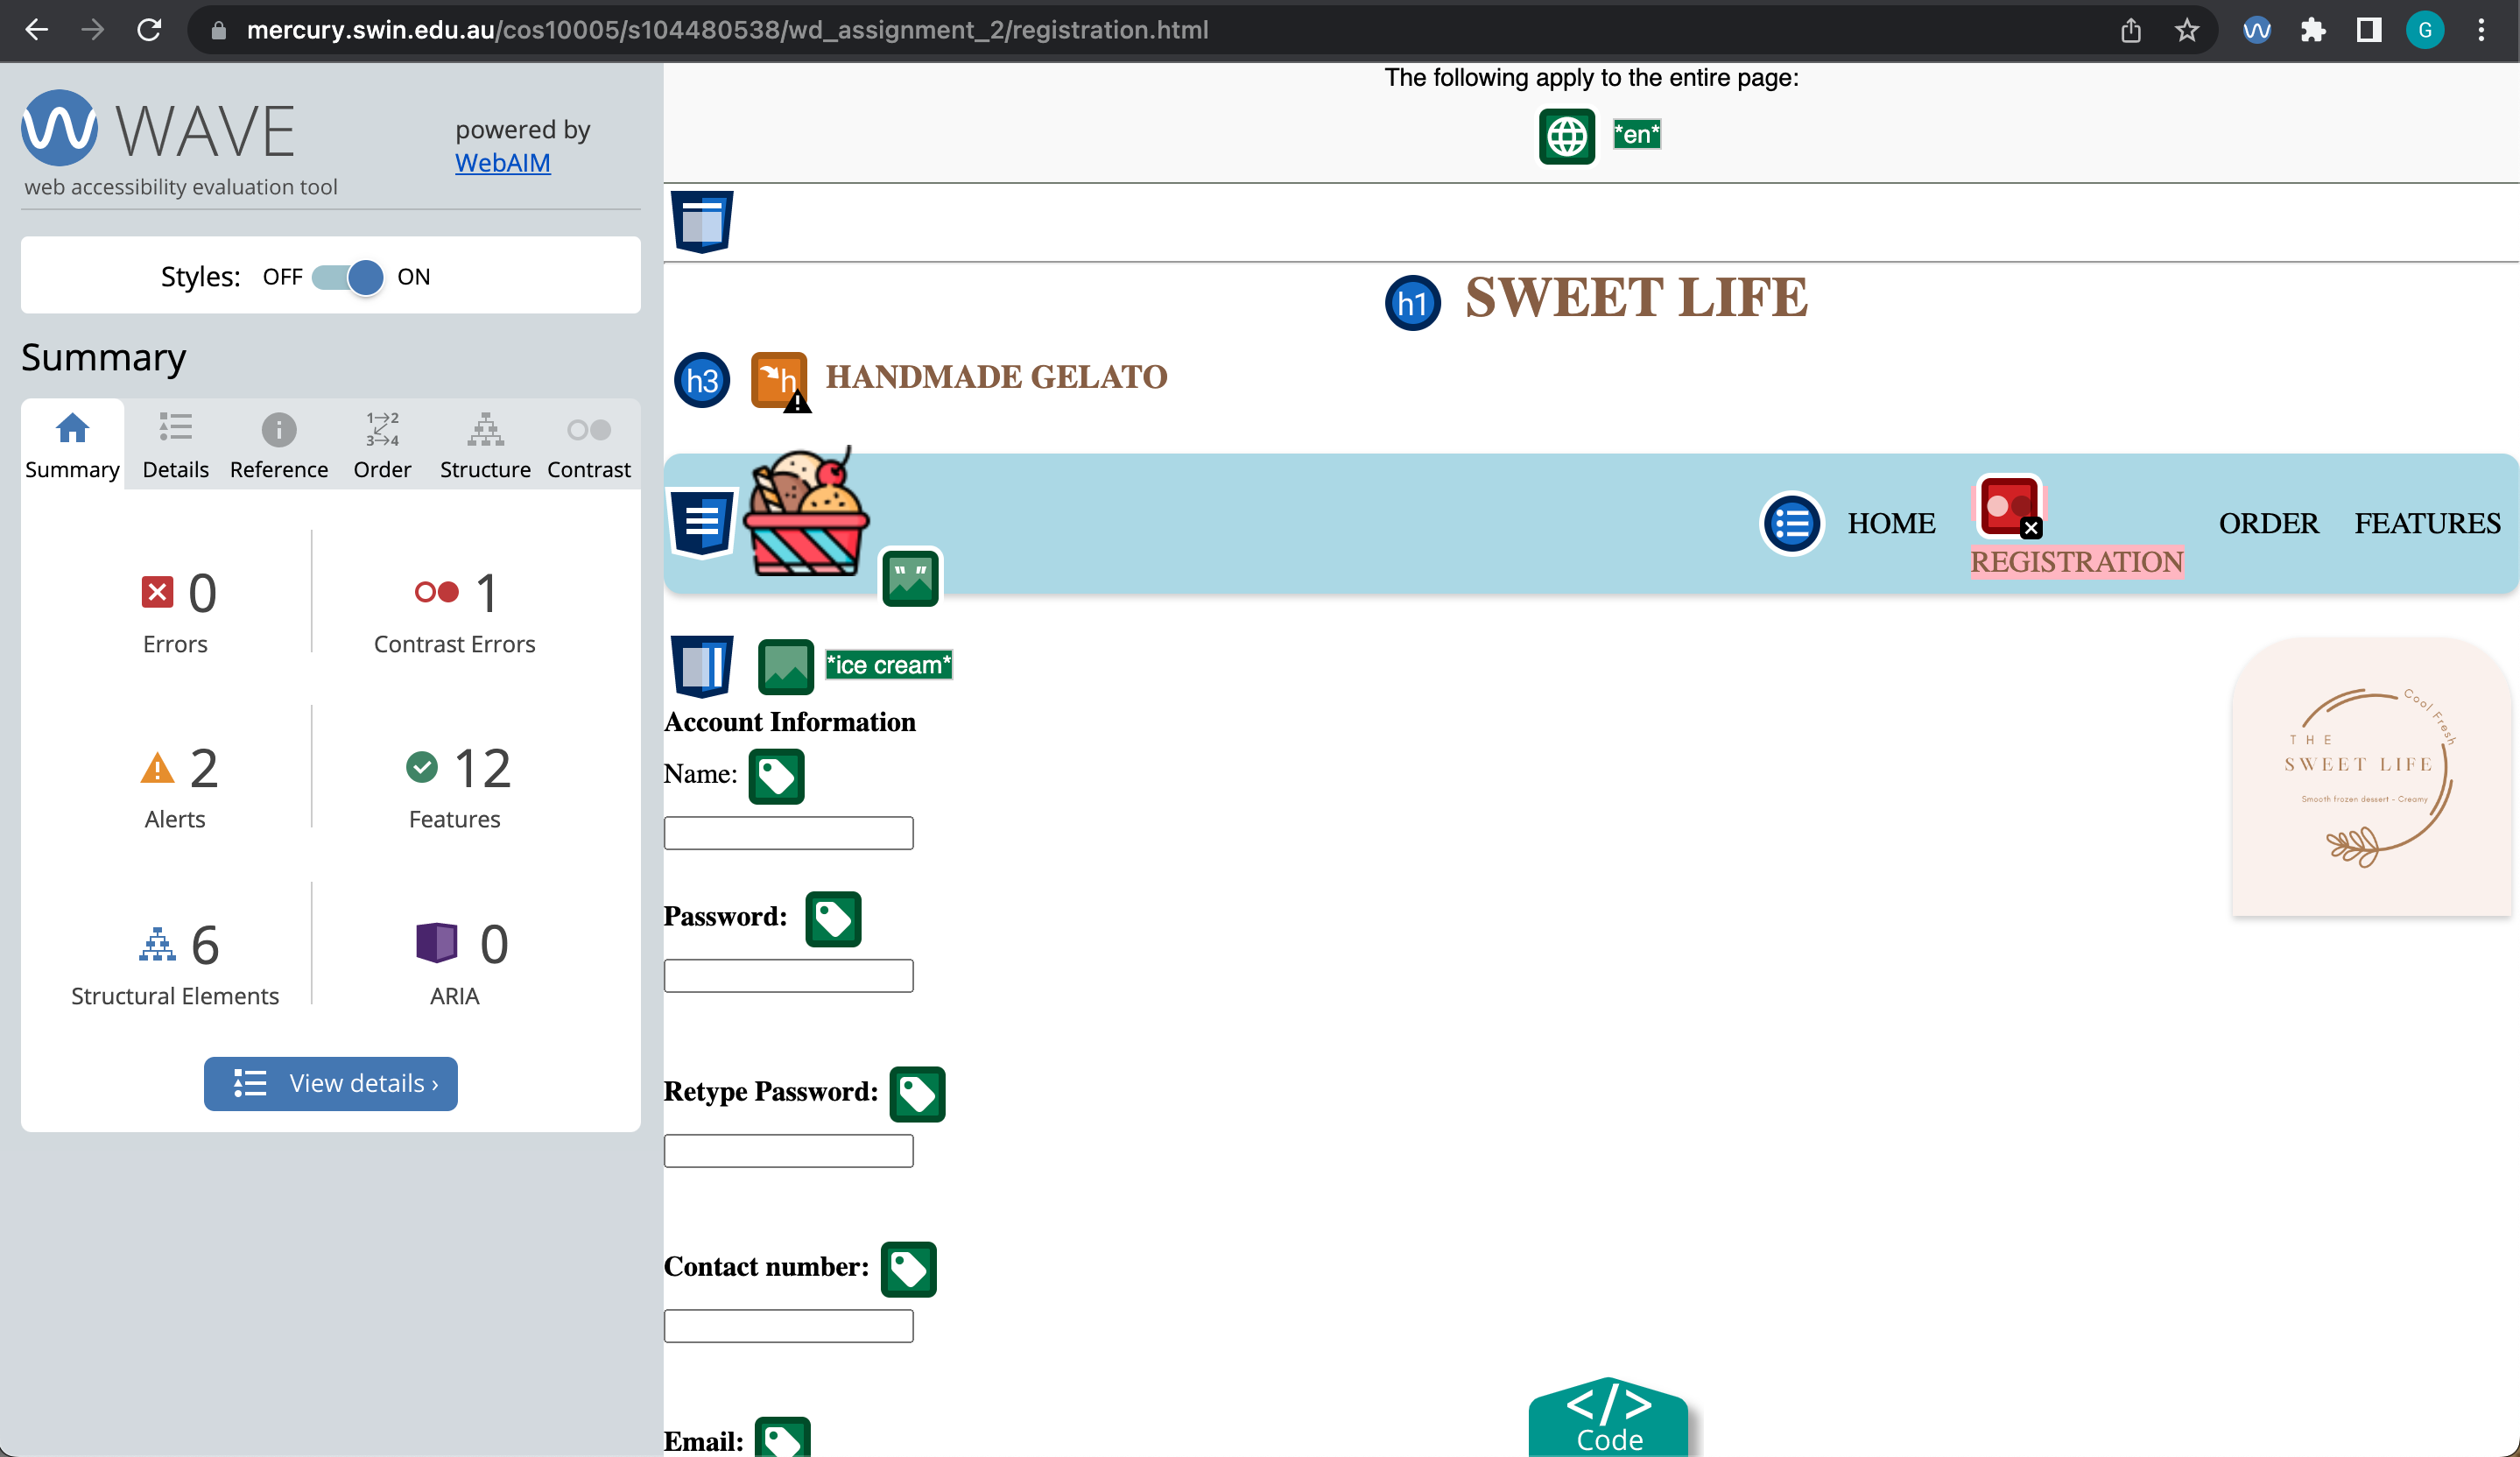 mercury.swin.edu.au/cos10005/s104480538/wd_assignment_2/registration.html
G
WAVE
powered by
WebAIM
web accessibility evaluation tool
Styles: OFF ON
Summary
1→2
3→4
Summary Details Reference Order Structure Contrast
0 Errors
1 Contrast Errors
2 Alerts
12 Features
6 Structural Elements
0 ARIA
View details ›
The following apply to the entire page:
*en*
h1 SWEET LIFE
h3 h HANDMADE GELATO
HOME REGISTRATION ORDER FEATURES
*ice cream*
Account Information
Name:
Password:
Retype Password:
Contact number:
Email:
Cool Fresh
THE
SWEET LIFE
Smooth frozen dessert - Creamy
</>
Code